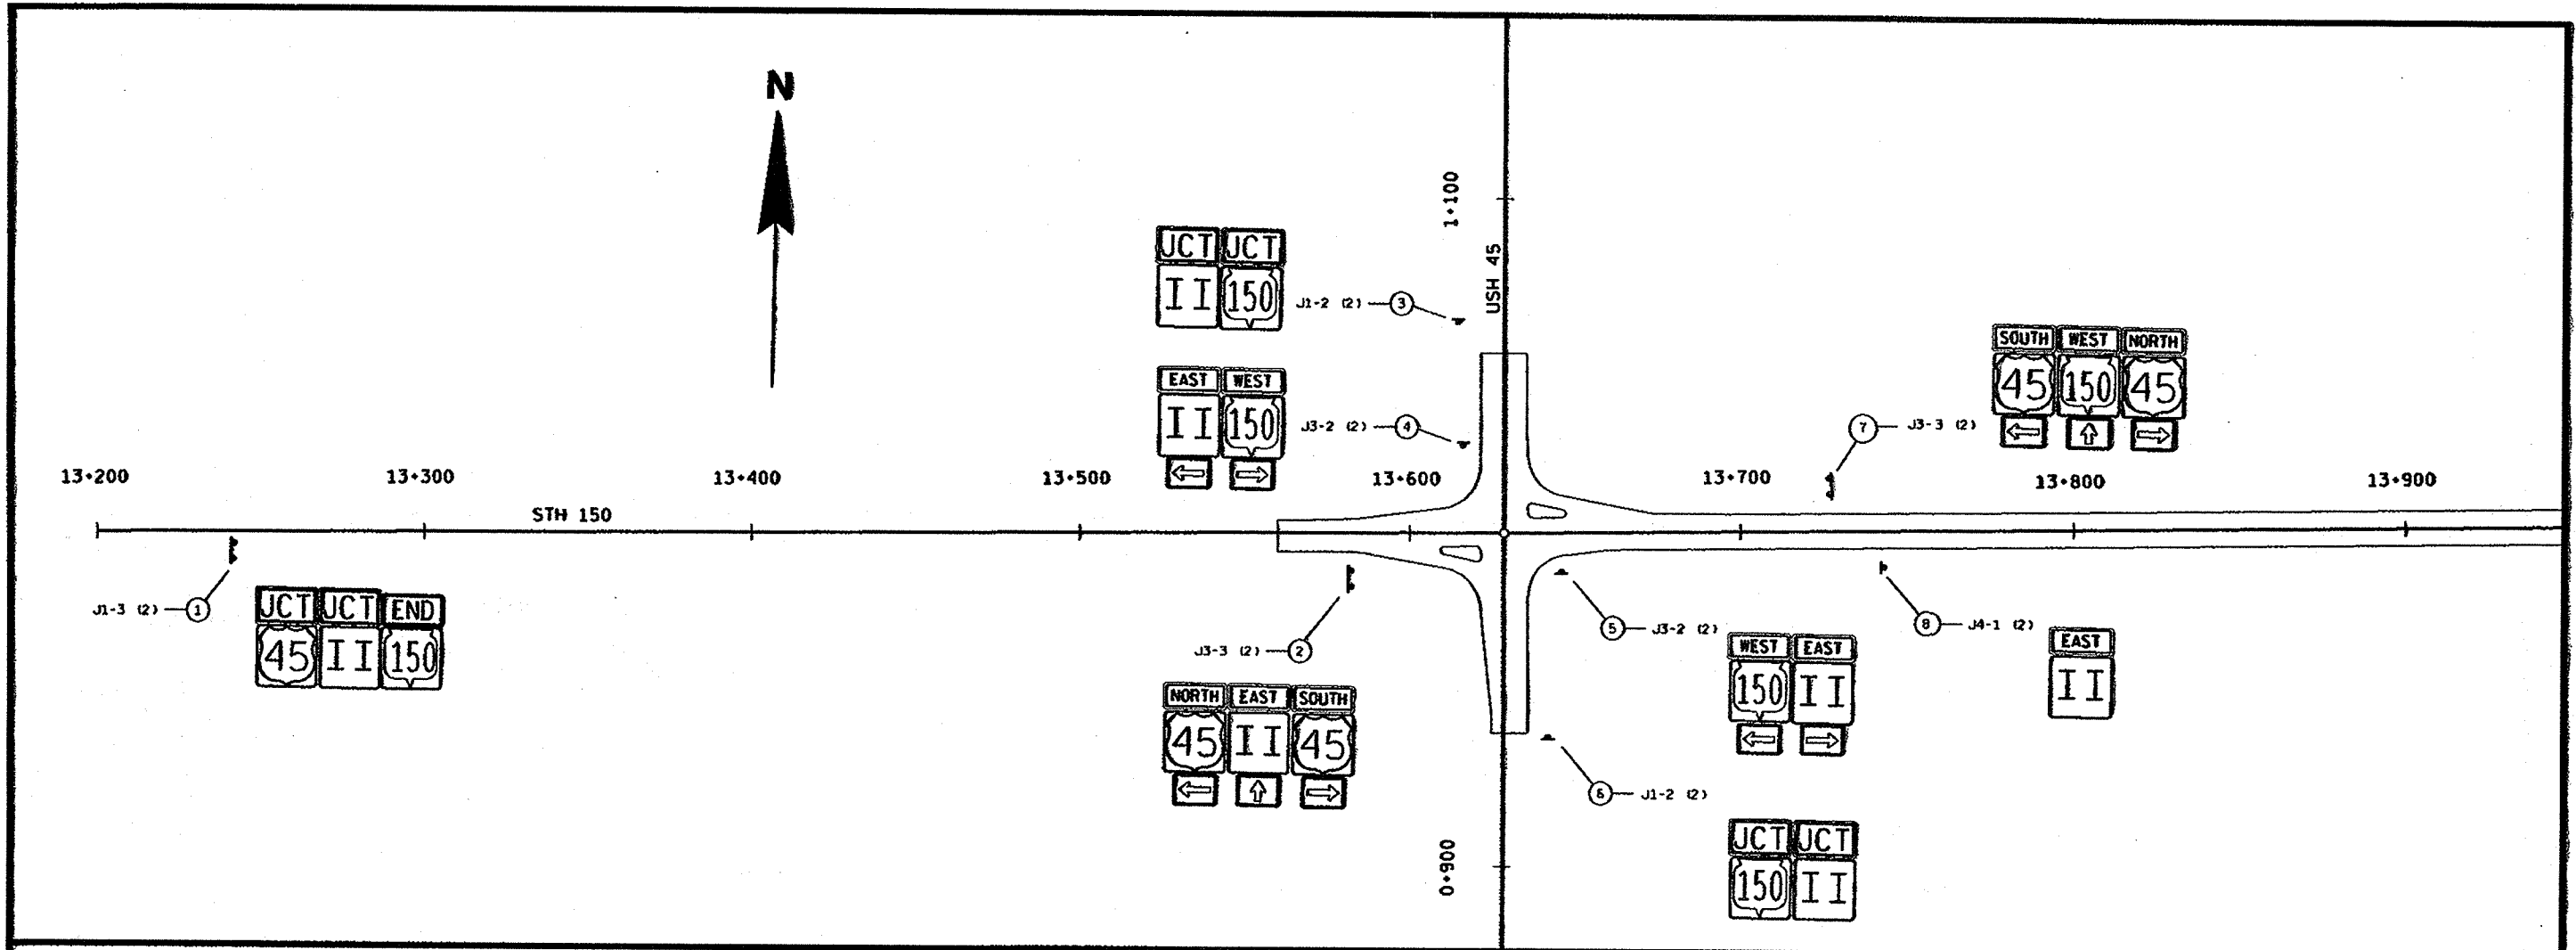 N
1+100
USH 45
JCT JCT
II 150
J1-2 (2) 3
EAST WEST
II 150
J3-2 (2) 4
SOUTH WEST NORTH
45 150 45
7 J3-3 (2)
13+200 13+300 13+400 13+500 13+600 13+700 13+800 13+900
STH 150
J1-3 (2) 1
JCT JCT END
45 II 150
J3-3 (2) 2
NORTH EAST SOUTH
45 II 45
5 J3-2 (2)
WEST EAST
150 II
8 J4-1 (2)
EAST
II
6 J1-2 (2)
JCT JCT
150 II
0+900